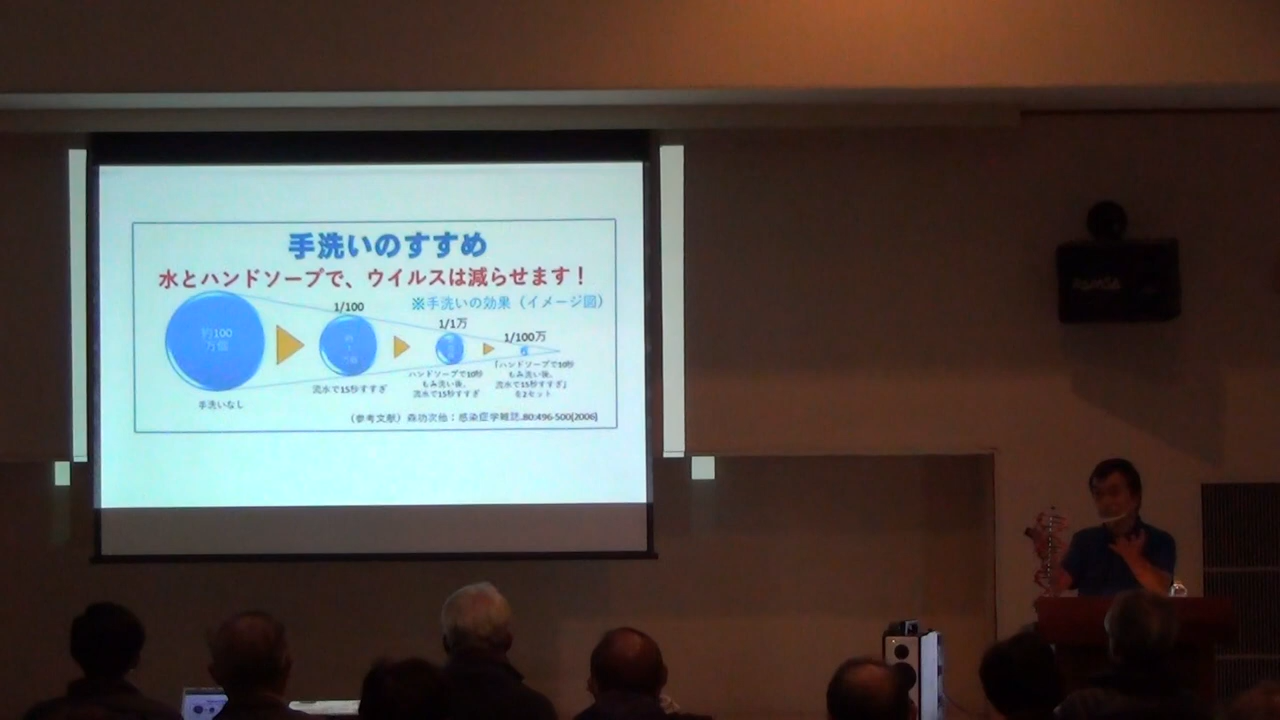 手洗いのすすめ
水とハンドソープで、ウイルスは減らせます！
※手洗いの効果（イメージ図）
約100
万個
手洗いなし
1/100
流水で15秒すすぎ
1/1万
ハンドソープで10秒
もみ洗い後、
流水で15秒すすぎ
1/100万
「ハンドソープで10秒
もみ洗い後、
流水で15秒すすぎ」
を2セット
（参考文献）森功次他：感染症学雑誌.80:496-500(2006)
RAMSA